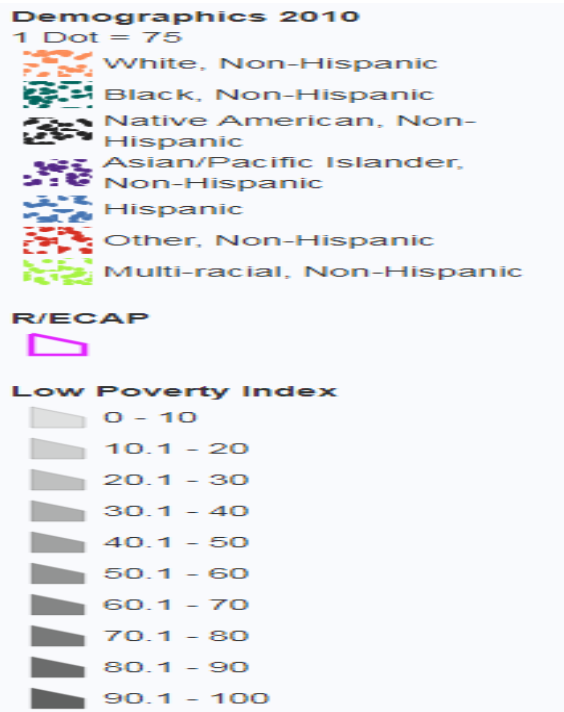 Demographics 2010
1 Dot = 75
White, Non-Hispanic
Black, Non-Hispanic
Native American, Non-
Hispanic
Asian/Pacific Islander,
Non-Hispanic
Hispanic
Other, Non-Hispanic
Multi-racial, Non-Hispanic
R/ECAP
Low Poverty Index
0 - 10
10.1 - 20
20.1 - 30
30.1 - 40
40.1 - 50
50.1 - 60
60.1 - 70
70.1 - 80
80.1 - 90
90.1 - 100